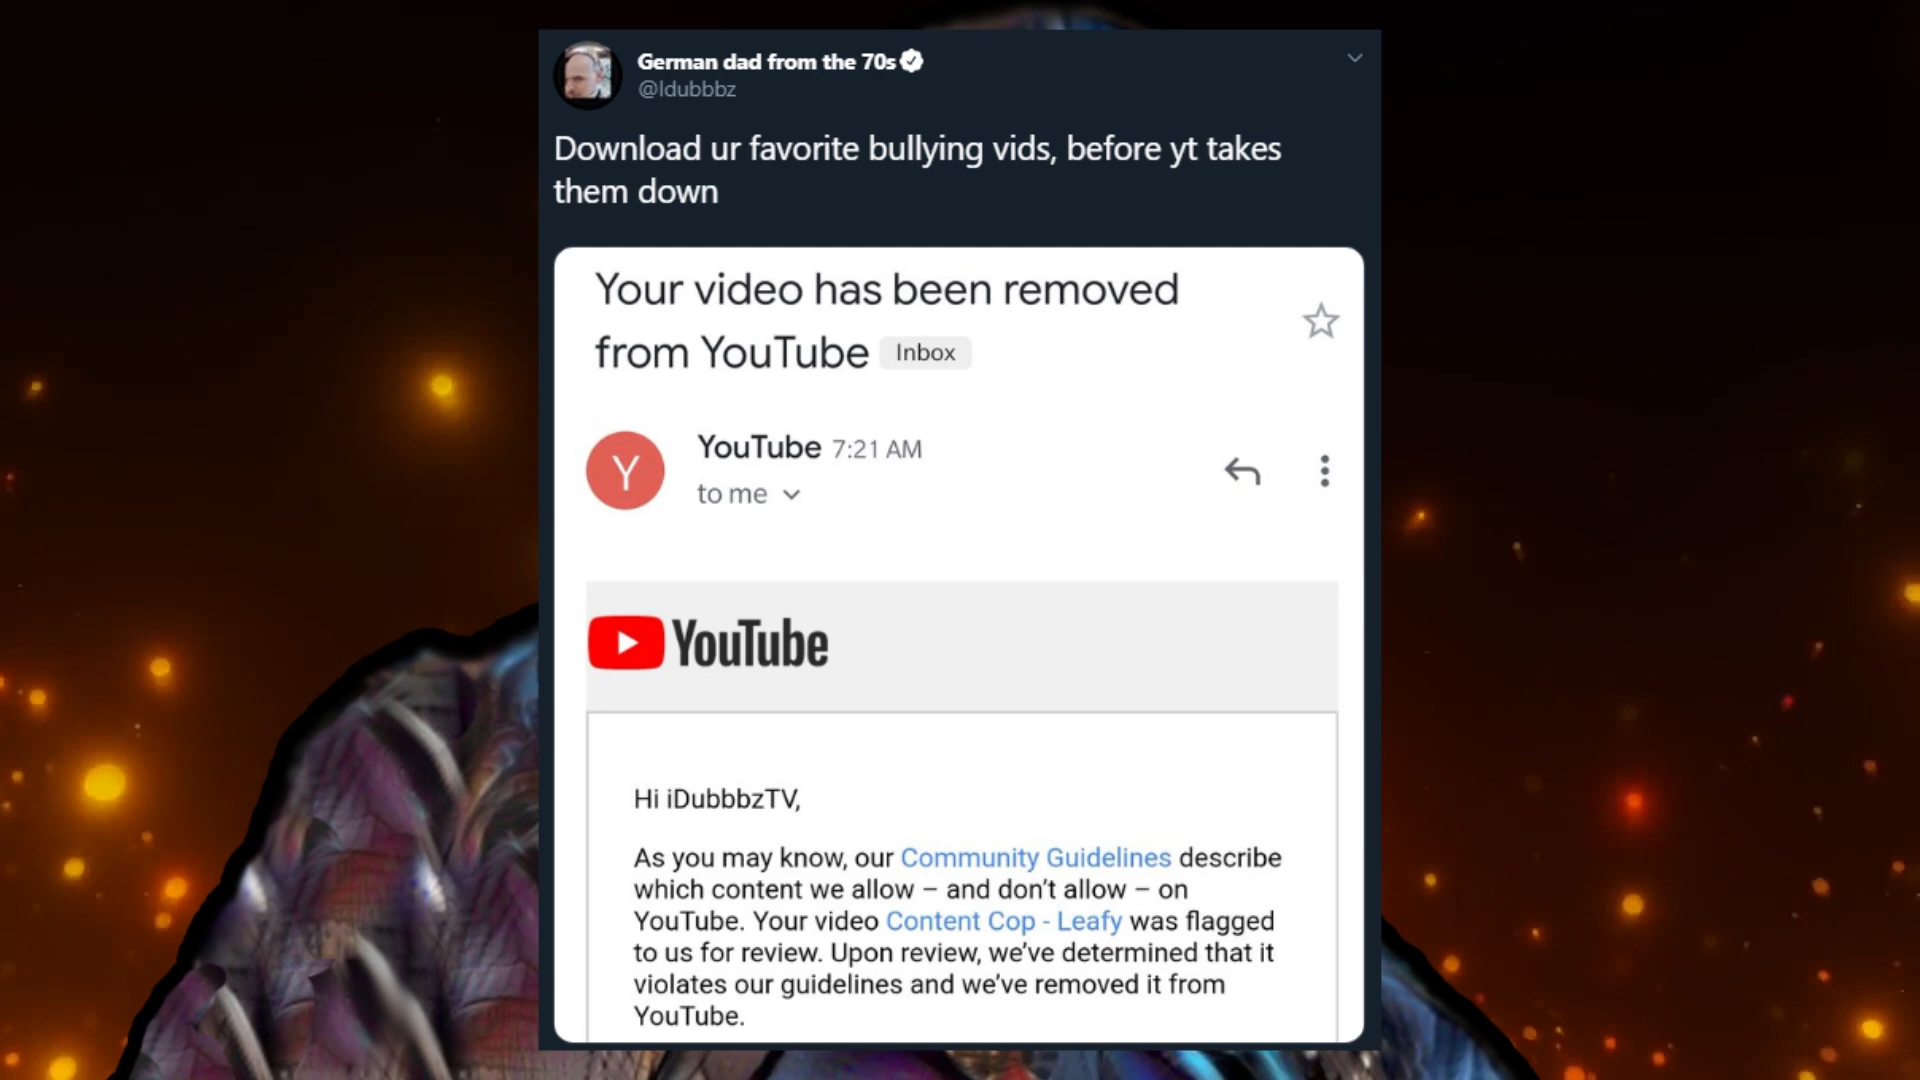 German dad from the 70s
@Idubbbz
Download ur favorite bullying vids, before yt takes
them down
Your video has been removed
from YouTube Inbox
Y
YouTube 7:21 AM
to me
YouTube
Hi iDubbbzTV,
As you may know, our Community Guidelines describe
which content we allow – and don’t allow – on
YouTube. Your video Content Cop - Leafy was flagged
to us for review. Upon review, we’ve determined that it
violates our guidelines and we’ve removed it from
YouTube.